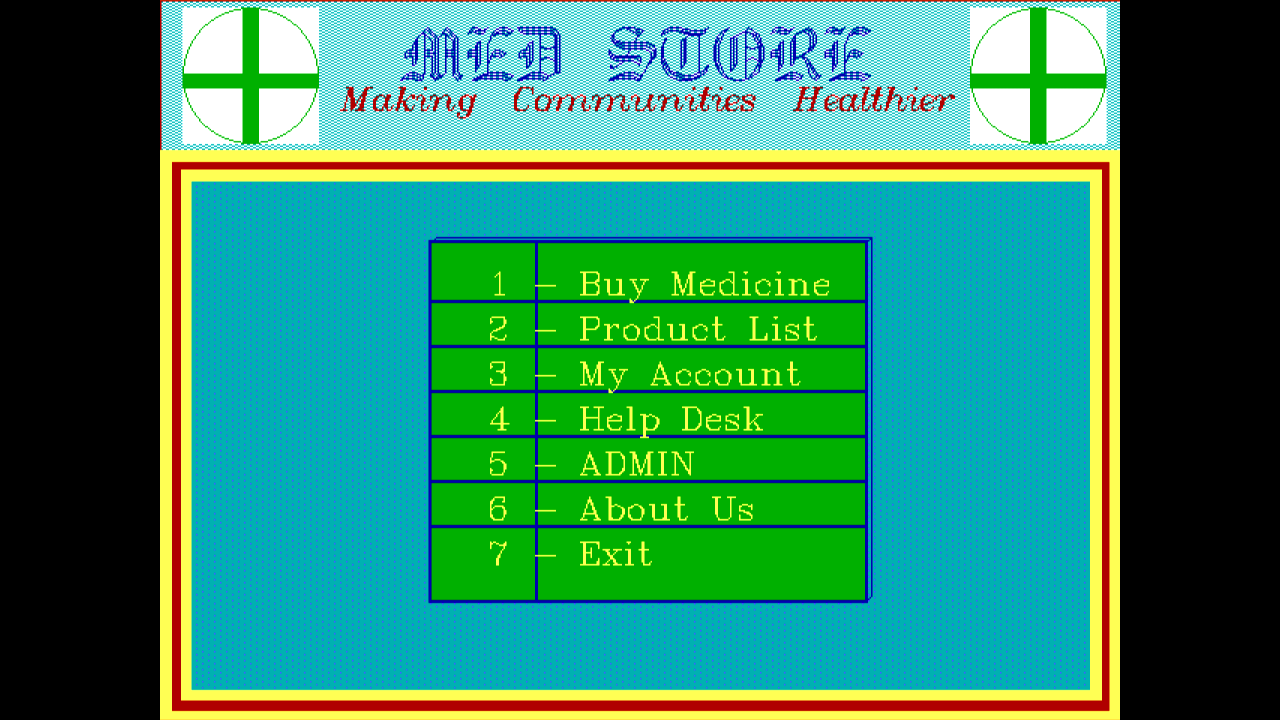 MED STORE
Making Communities Healthier
1 - Buy Medicine
2 - Product List
3 - My Account
4 - Help Desk
5 - ADMIN
6 - About Us
7 - Exit